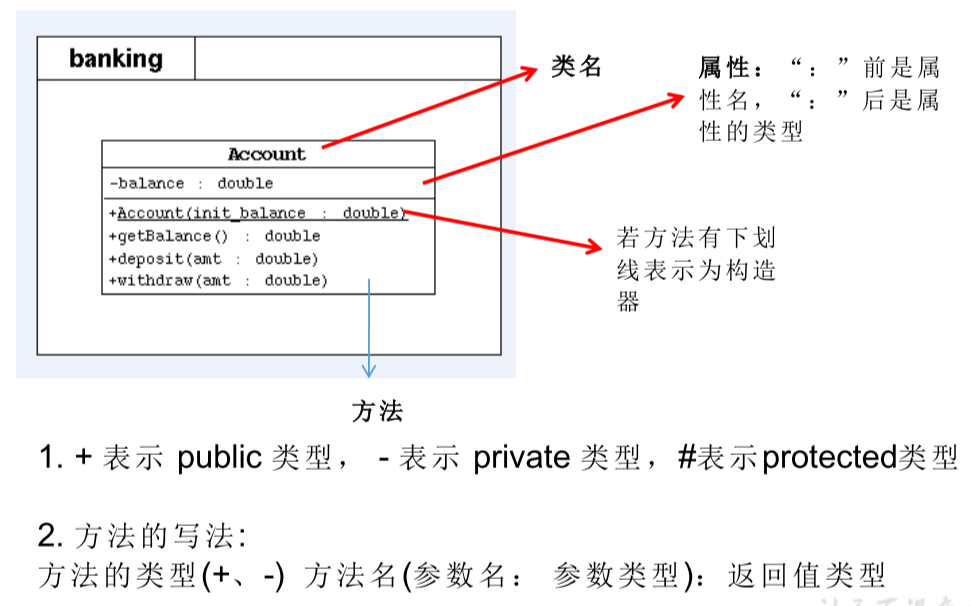 banking
类名
属性：“：”前是属
性名，“：”后是属
性的类型
Account
-balance : double
+Account(init_balance : double)
+getBalance() : double
+deposit(amt : double)
+withdraw(amt : double)
若方法有下划
线表示为构造
器
方法
1. + 表示 public 类型， - 表示 private 类型，#表示protected类型
2. 方法的写法:
方法的类型(+、-) 方法名(参数名： 参数类型)：返回值类型